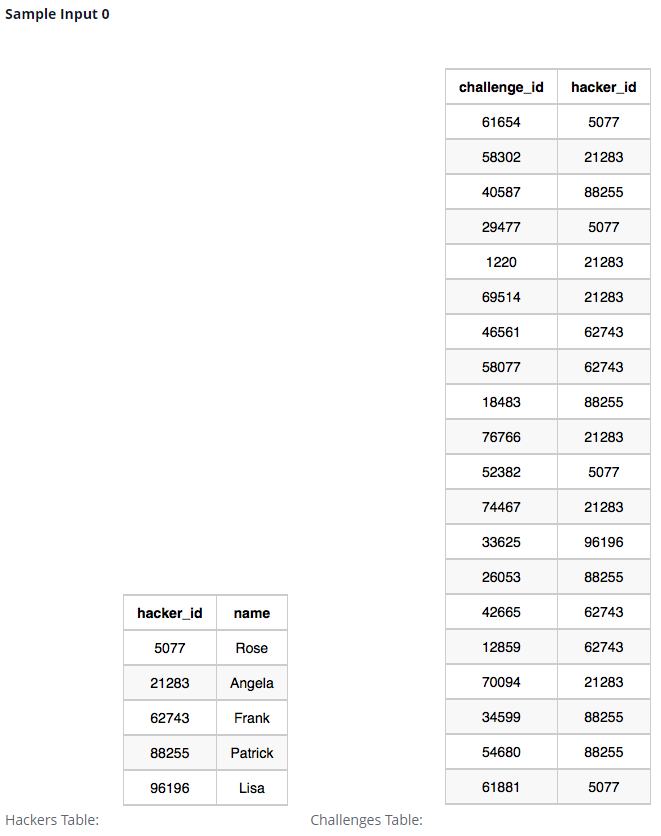 Sample Input 0
hacker_id name
5077 Rose
21283 Angela
62743 Frank
88255 Patrick
96196 Lisa
Hackers Table:
challenge_id hacker_id
61654 5077
58302 21283
40587 88255
29477 5077
1220 21283
69514 21283
46561 62743
58077 62743
18483 88255
76766 21283
52382 5077
74467 21283
33625 96196
26053 88255
42665 62743
12859 62743
70094 21283
34599 88255
54680 88255
61881 5077
Challenges Table: